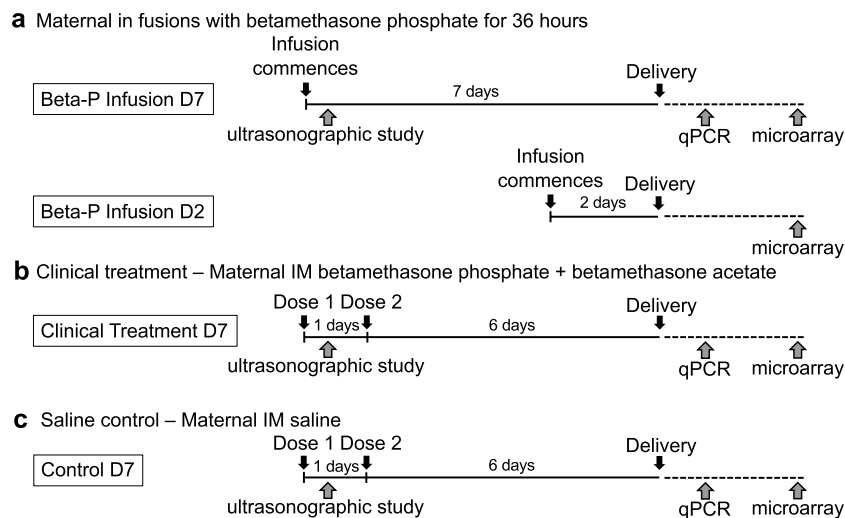 a Maternal in fusions with betamethasone phosphate for 36 hours
Infusion
commences
Delivery
Beta-P Infusion D7
7 days
ultrasonographic study
qPCR
microarray
Infusion
commences
Delivery
Beta-P Infusion D2
2 days
microarray
b Clinical treatment – Maternal IM betamethasone phosphate + betamethasone acetate
Dose 1 Dose 2
Delivery
Clinical Treatment D7
1 days
6 days
ultrasonographic study
qPCR
microarray
c Saline control – Maternal IM saline
Dose 1 Dose 2
Delivery
Control D7
1 days
6 days
ultrasonographic study
qPCR
microarray